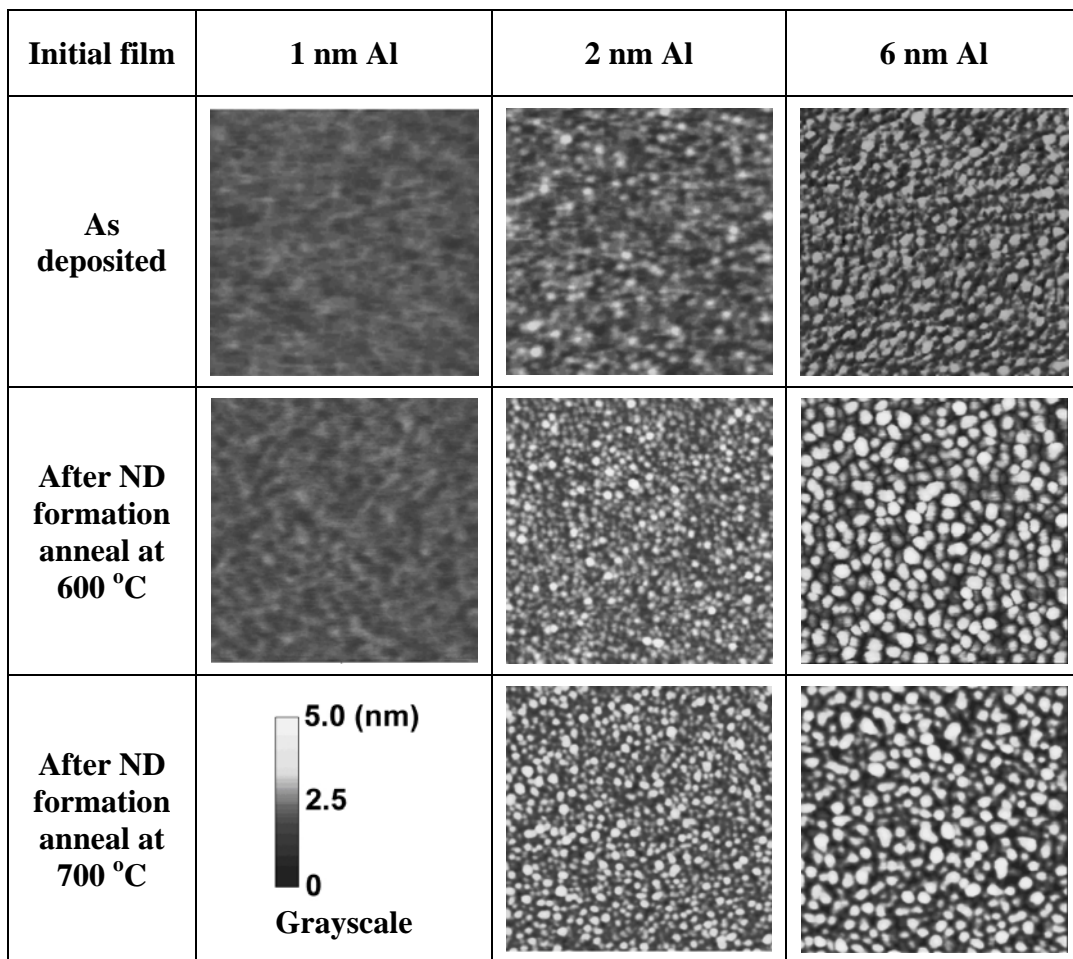 Initial film
1 nm Al
2 nm Al
6 nm Al
As
deposited
After ND
formation
anneal at
600 °C
After ND
formation
anneal at
700 °C
5.0 (nm)
2.5
0
Grayscale